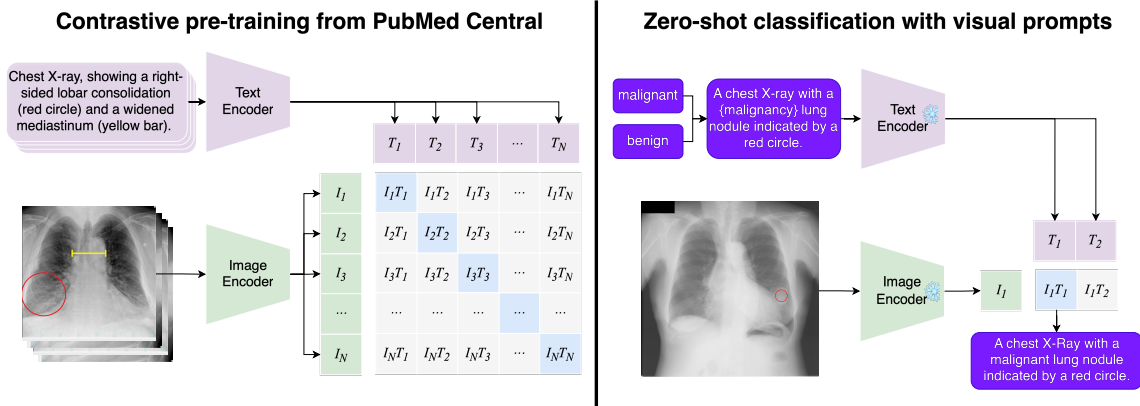 Contrastive pre-training from PubMed Central
Chest X-ray, showing a right-
sided lobar consolidation
(red circle) and a widened
mediastinum (yellow bar).
Text
Encoder
T1 T2 T3 ... TN
Image
Encoder
I1 I1T1 I1T2 I1T3 ... I1TN
I2 I2T1 I2T2 I2T3 ... I2TN
I3 I3T1 I3T2 I3T3 ... I3TN
... ... ... ... ... ...
IN INT1 INT2 INT3 ... INTN
Zero-shot classification with visual prompts
malignant
benign
A chest X-ray with a
{malignancy} lung
nodule indicated by a
red circle.
Text
Encoder
T1 T2
Image
Encoder
I1 I1T1 I1T2
A chest X-Ray with a
malignant lung nodule
indicated by a red circle.